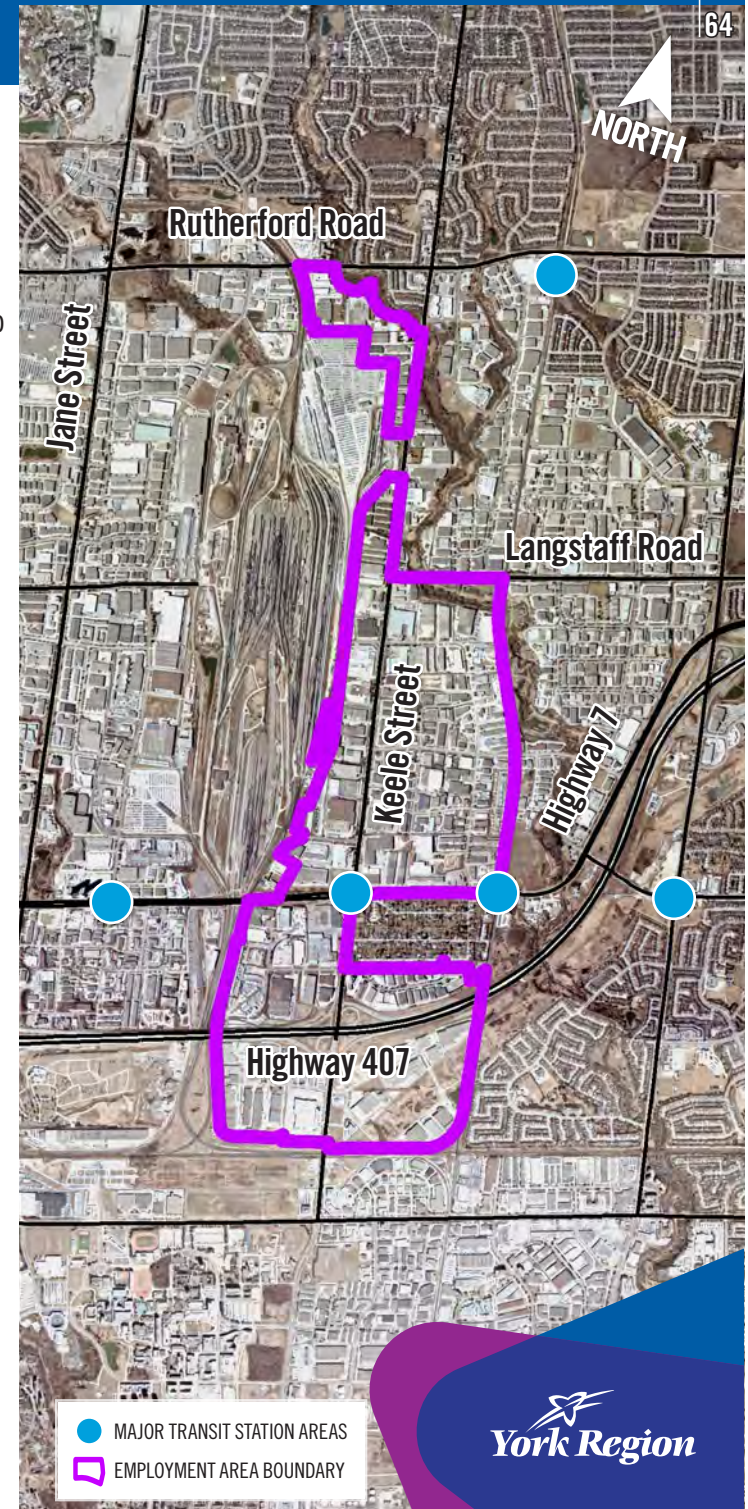 64
NORTH
Rutherford Road
Jane Street
Langstaff Road
Keele Street
Highway 7
Highway 407
MAJOR TRANSIT STATION AREAS
EMPLOYMENT AREA BOUNDARY
York Region